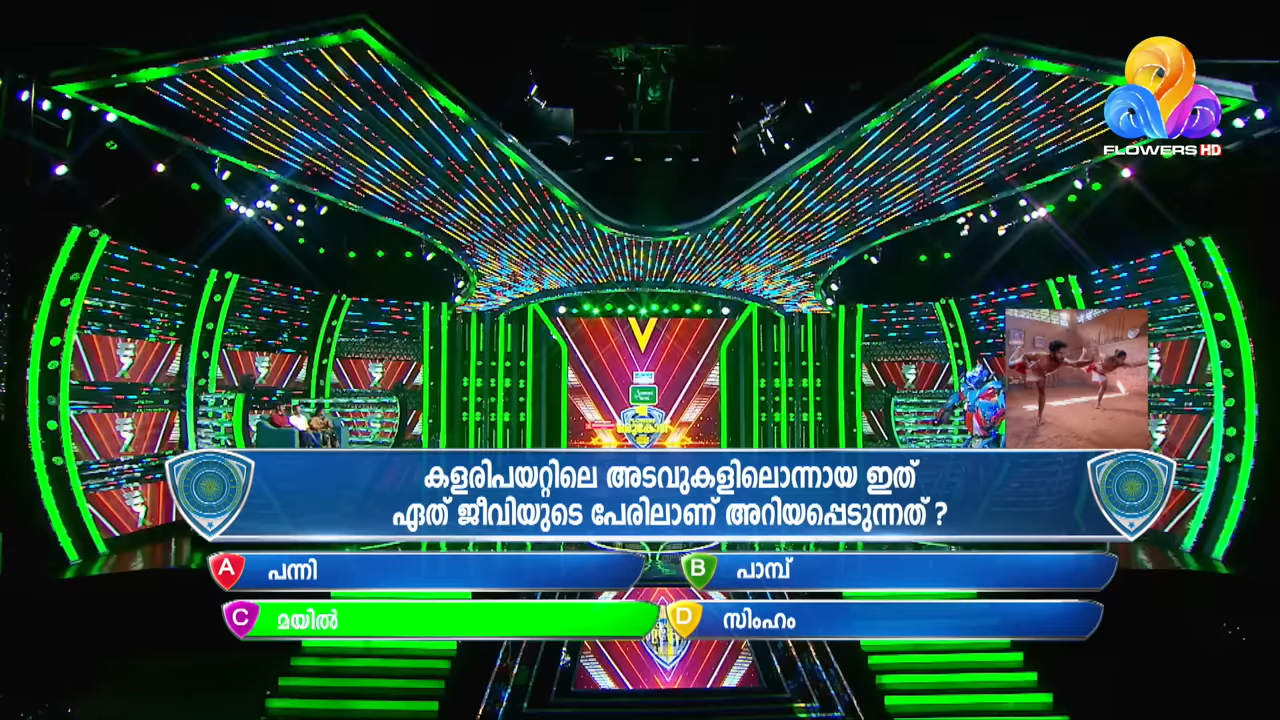 FLOWERS HD
കളരിപയറ്റിലെ അടവുകളിലൊന്നായ ഇത്
ഏത് ജീവിയുടെ പേരിലാണ് അറിയപ്പെടുന്നത് ?
A പന്നി
B പാമ്പ്
C മയിൽ
D സിംഹം